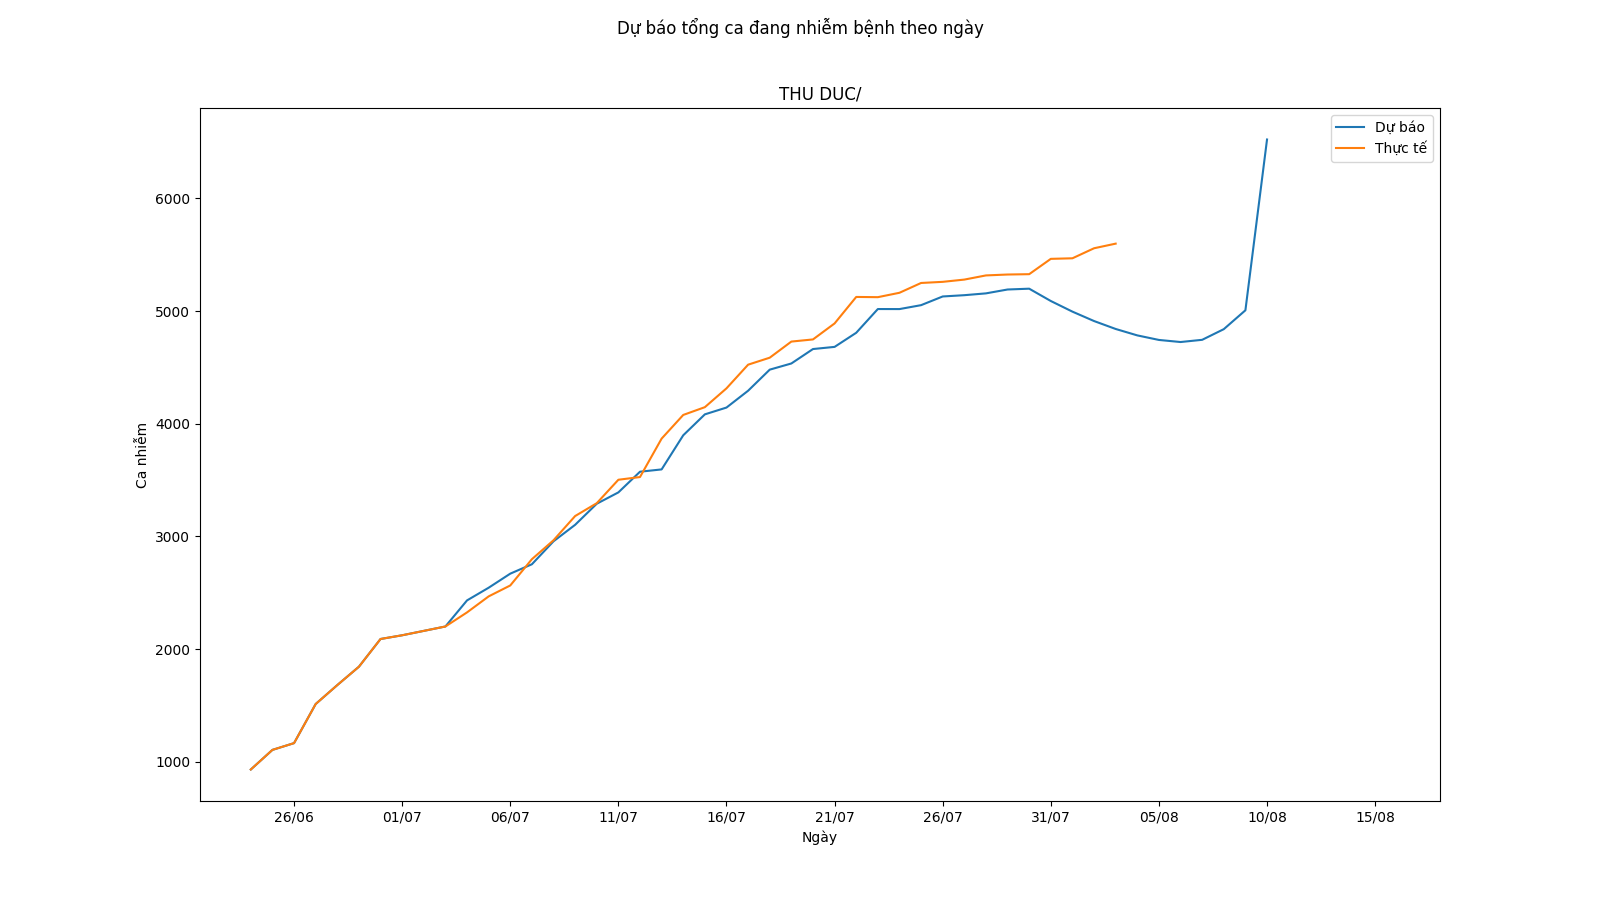 Dự báo tổng ca đang nhiễm bệnh theo ngày
THU DUC/
Dự báo
Thực tế
6000
5000
4000
3000
2000
1000
Ca nhiễm
26/06 01/07 06/07 11/07 16/07 21/07 26/07 31/07 05/08 10/08 15/08
Ngày